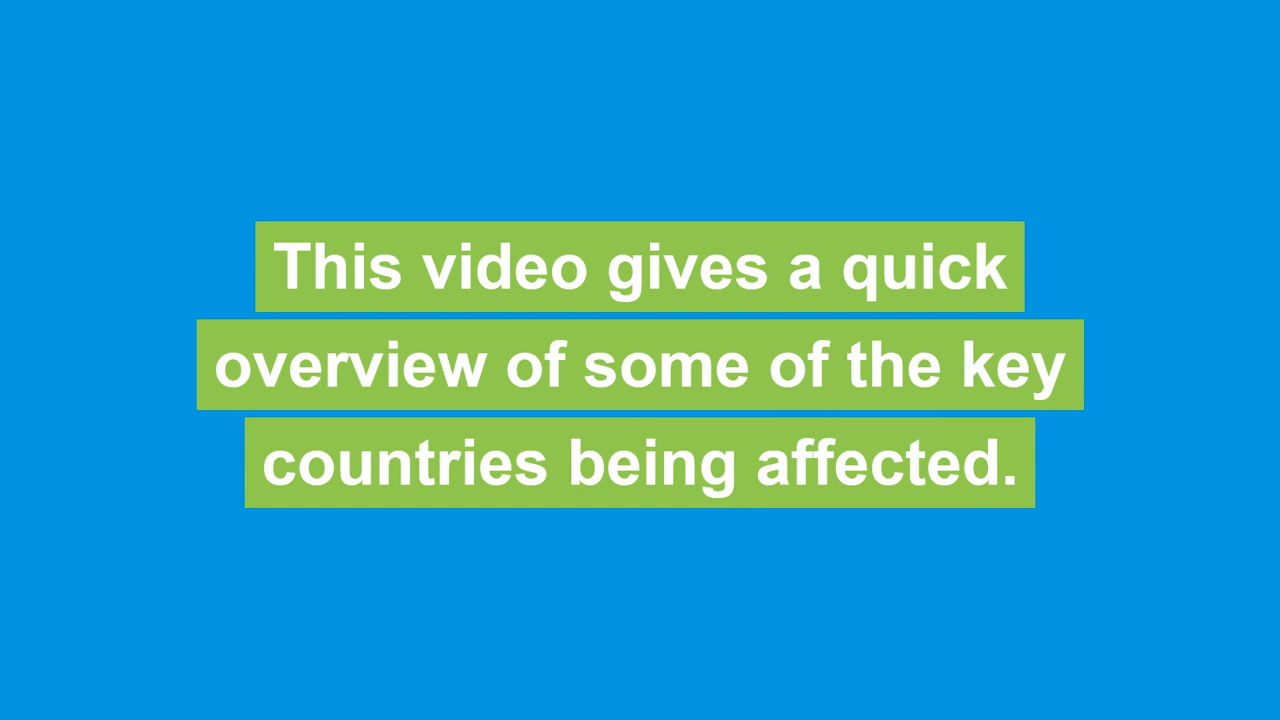 This video gives a quick
overview of some of the key
countries being affected.